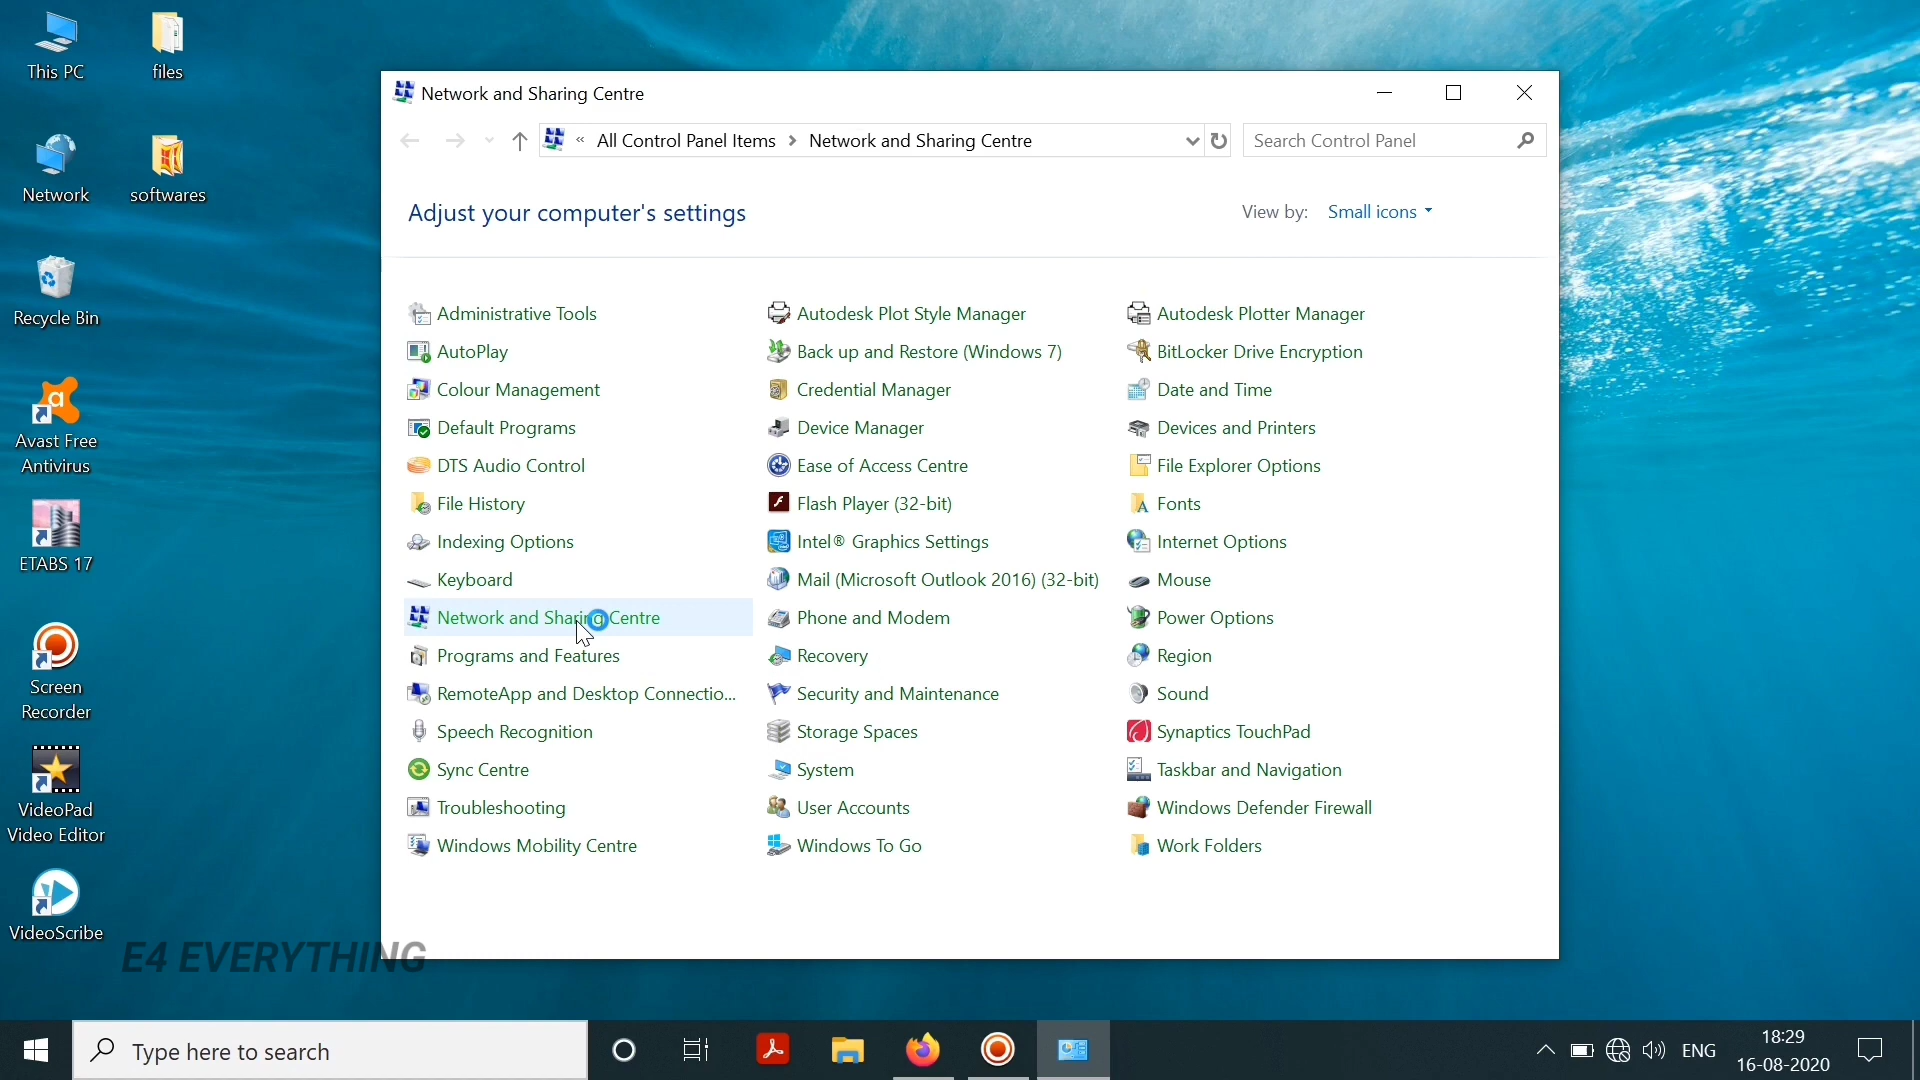 This PC
files
Network
softwares
Recycle Bin
Avast Free
Antivirus
ETABS 17
Screen
Recorder
VideoPad
Video Editor
VideoScribe
E4 EVERYTHING
Network and Sharing Centre
« All Control Panel Items > Network and Sharing Centre
Search Control Panel
Adjust your computer's settings
View by: Small icons
Administrative Tools
Autodesk Plot Style Manager
Autodesk Plotter Manager
AutoPlay
Back up and Restore (Windows 7)
BitLocker Drive Encryption
Colour Management
Credential Manager
Date and Time
Default Programs
Device Manager
Devices and Printers
DTS Audio Control
Ease of Access Centre
File Explorer Options
File History
Flash Player (32-bit)
Fonts
Indexing Options
Intel® Graphics Settings
Internet Options
Keyboard
Mail (Microsoft Outlook 2016) (32-bit)
Mouse
Network and Sharing Centre
Phone and Modem
Power Options
Programs and Features
Recovery
Region
RemoteApp and Desktop Connectio...
Security and Maintenance
Sound
Speech Recognition
Storage Spaces
Synaptics TouchPad
Sync Centre
System
Taskbar and Navigation
Troubleshooting
User Accounts
Windows Defender Firewall
Windows Mobility Centre
Windows To Go
Work Folders
Type here to search
ENG
18:29
16-08-2020